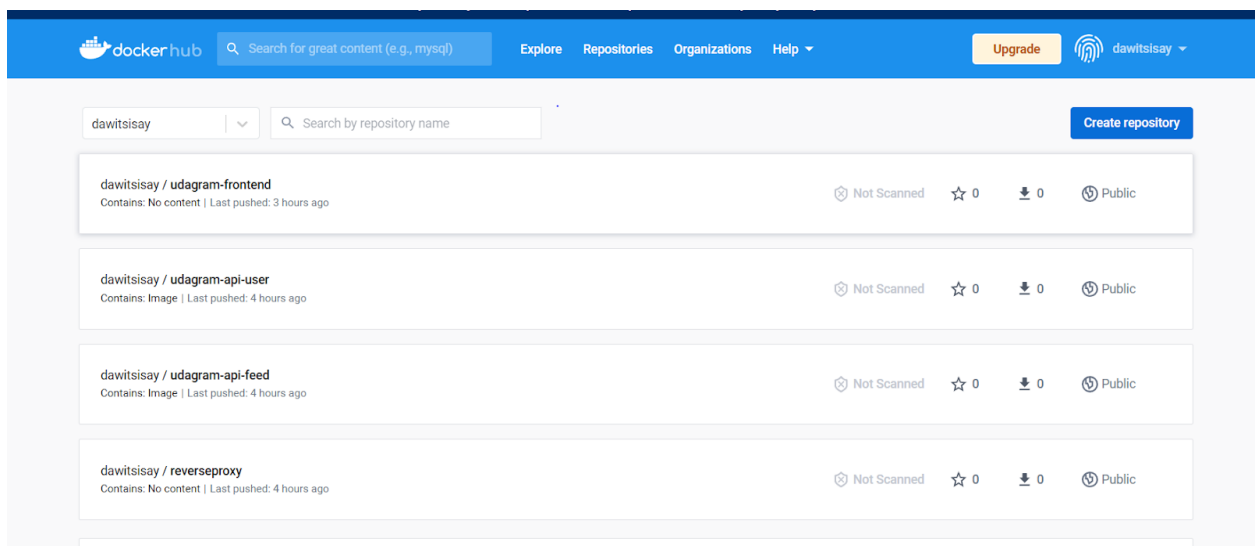 dockerhub Search for great content (e.g., mysql) Explore Repositories Organizations Help Upgrade dawitsisay
dawitsisay Search by repository name Create repository
dawitsisay / udagram-frontend
Contains: No content | Last pushed: 3 hours ago
Not Scanned 0 0 Public
dawitsisay / udagram-api-user
Contains: Image | Last pushed: 4 hours ago
Not Scanned 0 0 Public
dawitsisay / udagram-api-feed
Contains: Image | Last pushed: 4 hours ago
Not Scanned 0 0 Public
dawitsisay / reverseproxy
Contains: No content | Last pushed: 4 hours ago
Not Scanned 0 0 Public